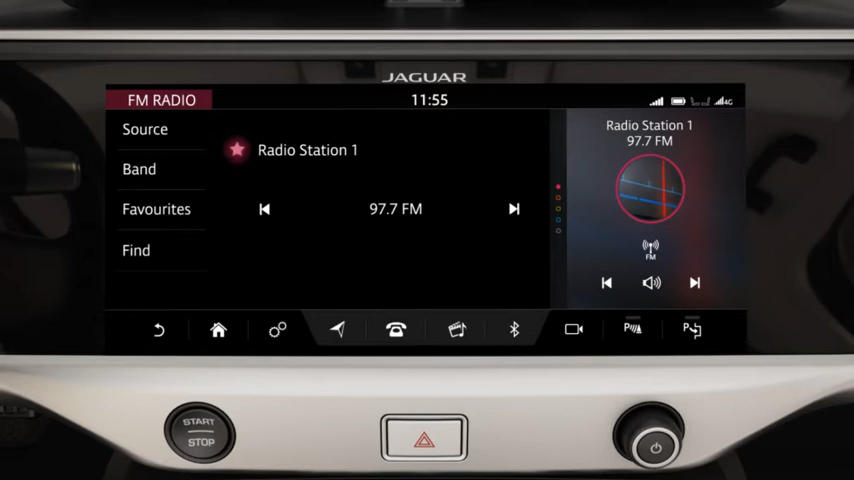 JAGUAR
FM RADIO
11:55
4G
Source
Band
Favourites
Find
Radio Station 1
97.7 FM
Radio Station 1
97.7 FM
FM
P
P
START
STOP